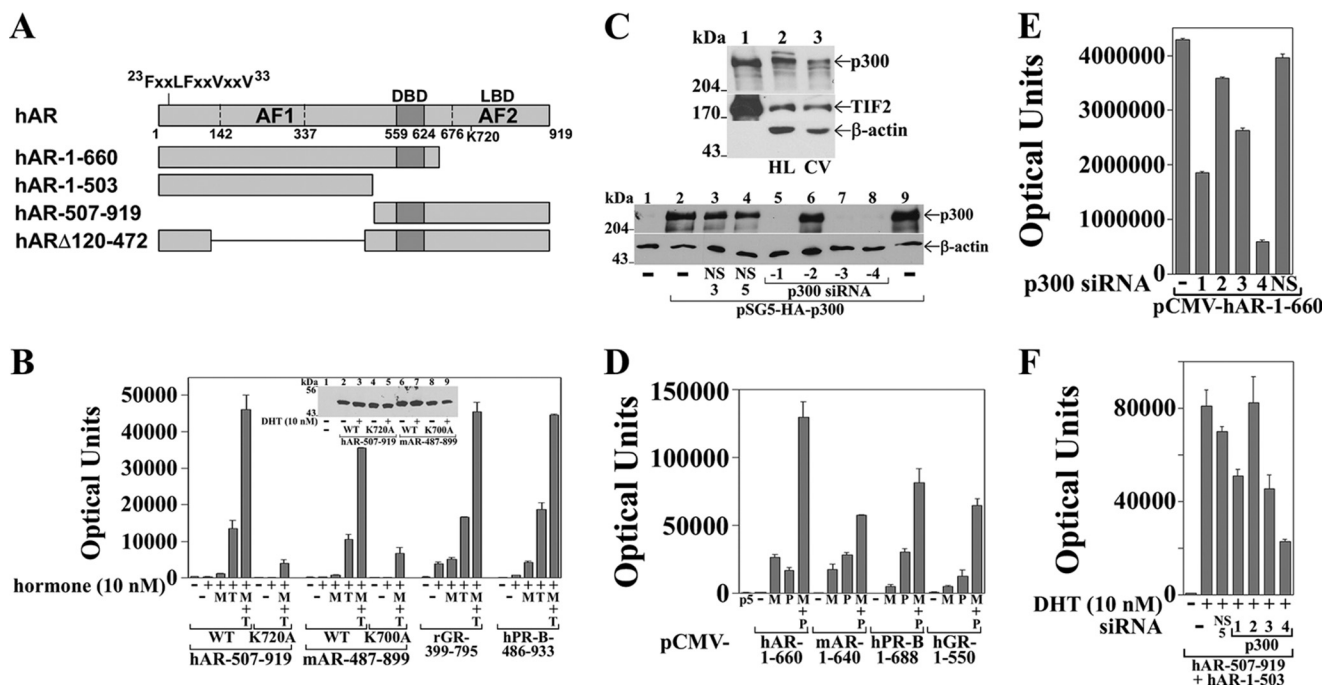 A
23FxxLFxxVxxV33
DBD LBD
hAR AF1 AF2
1 142 337 559 624 676 K720 919
hAR-1-660
hAR-1-503
hAR-507-919
hARΔ120-472
B
Optical Units
50000
40000
30000
20000
10000
0
kDa 1 2 3 4 5 6 7 8 9
56
43
DHT (10 nM) - - + - + - + - +
- WT K720A WT K700A
hAR-507-919 mAR-487-899
hormone (10 nM) - + + + + - + - + + + + - + - + + + + - + + + +
- M T M+T - M+T - M T M+T - M+T - M T M+T - M T M+T
WT K720A WT K700A rGR-399-795 hPR-B-486-933
hAR-507-919 mAR-487-899
C
kDa 1 2 3
←p300
204
170
←TIF2
←β-actin
43
HL CV
kDa 1 2 3 4 5 6 7 8 9
←p300
204
←β-actin
43
- - NS NS -1 -2 -3 -4 -
3 5 p300 siRNA
pSG5-HA-p300
D
Optical Units
150000
100000
50000
0
p5 - M P M+P - M P M+P - M P M+P - M P M+P
pCMV- hAR-1-660 mAR-1-640 hPR-B 1-688 hGR-1-550
E
Optical Units
4000000
3000000
2000000
1000000
0
p300 siRNA - 1 2 3 4 NS
pCMV-hAR-1-660
F
Optical Units
80000
40000
0
DHT (10 nM) - + + + + + +
siRNA - NS 5 1 2 3 4
p300
hAR-507-919
+ hAR-1-503